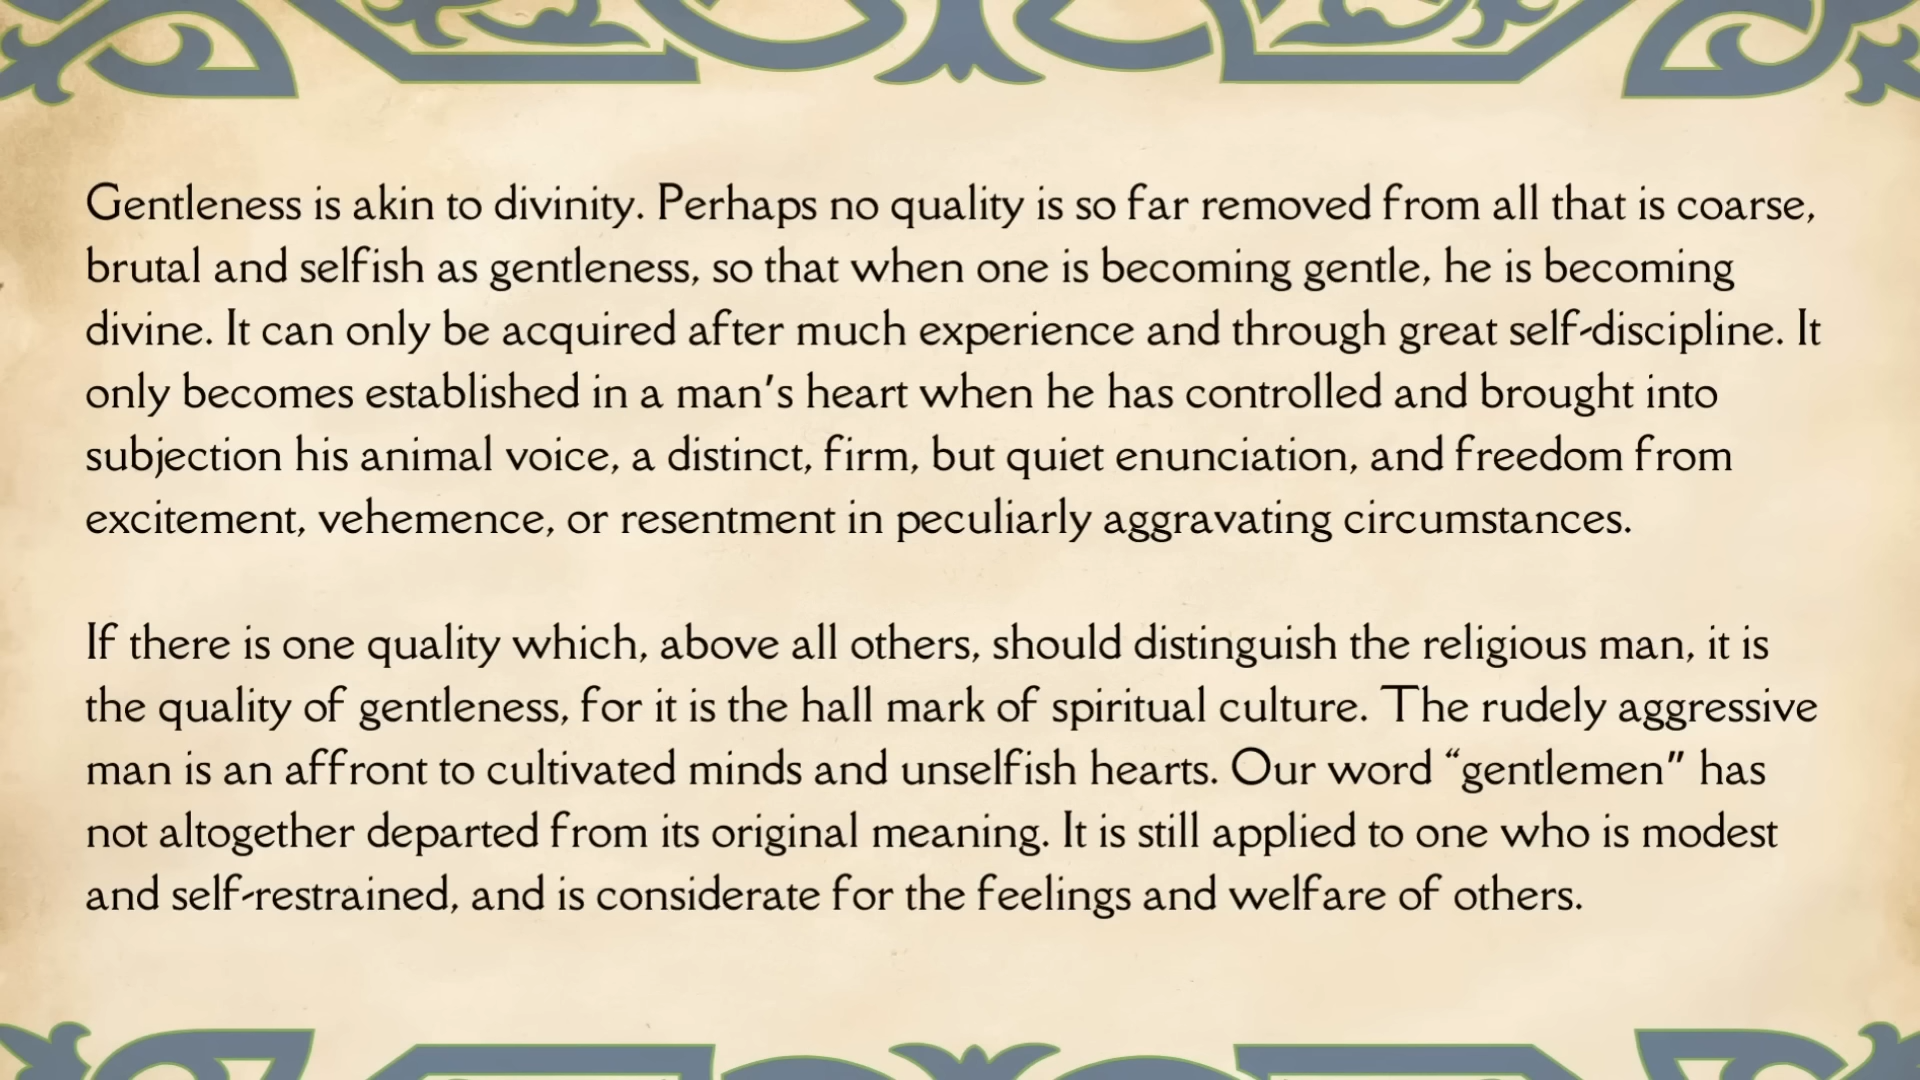 Gentleness is akin to divinity. Perhaps no quality is so far removed from all that is coarse,
brutal and selfish as gentleness, so that when one is becoming gentle, he is becoming
divine. It can only be acquired after much experience and through great self-discipline. It
only becomes established in a man's heart when he has controlled and brought into
subjection his animal voice, a distinct, firm, but quiet enunciation, and freedom from
excitement, vehemence, or resentment in peculiarly aggravating circumstances.
If there is one quality which, above all others, should distinguish the religious man, it is
the quality of gentleness, for it is the hall mark of spiritual culture. The rudely aggressive
man is an affront to cultivated minds and unselfish hearts. Our word “gentlemen” has
not altogether departed from its original meaning. It is still applied to one who is modest
and self-restrained, and is considerate for the feelings and welfare of others.